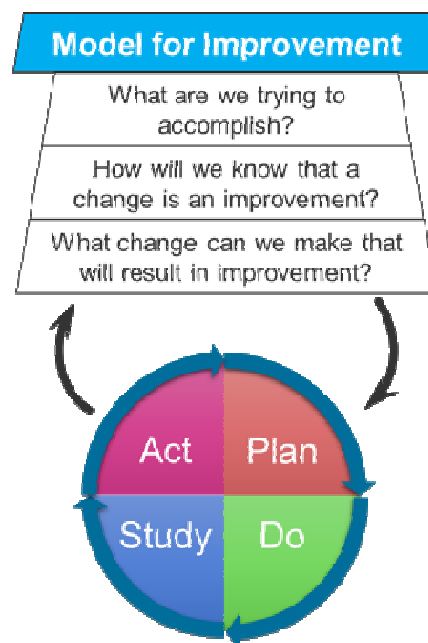 Model for Improvement
What are we trying to
accomplish?
How will we know that a
change is an improvement?
What change can we make that
will result in improvement?
Act
Plan
Study
Do